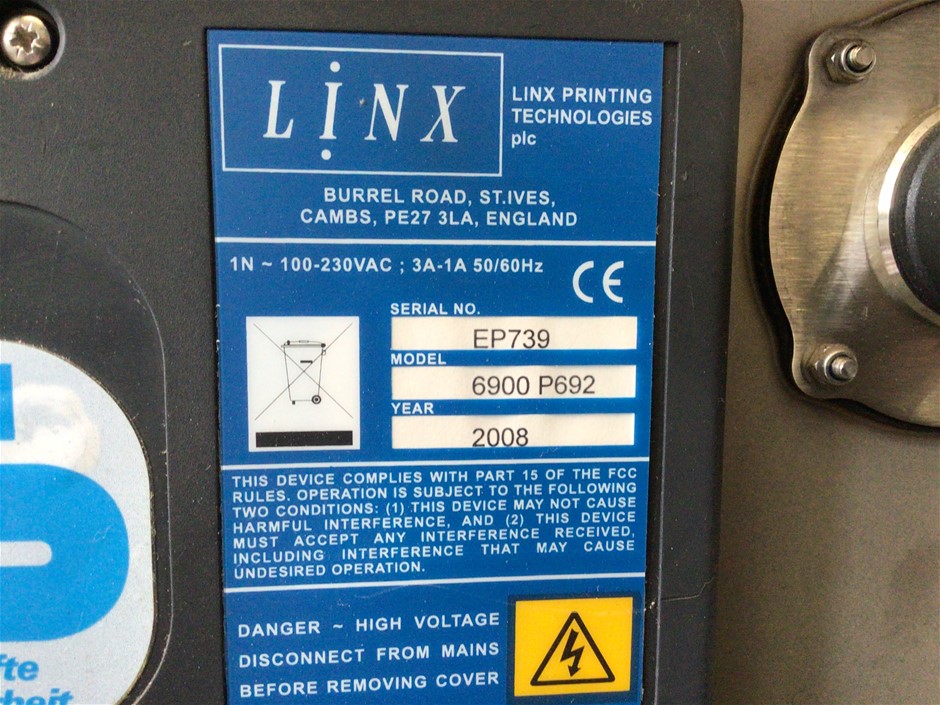 LINX
LINX PRINTING
TECHNOLOGIES
plc
BURREL ROAD, ST.IVES,
CAMBS, PE27 3LA, ENGLAND
1N ~ 100-230VAC ; 3A-1A 50/60Hz
CE
SERIAL NO.
EP739
MODEL
6900 P692
YEAR
2008
THIS DEVICE COMPLIES WITH PART 15 OF THE FCC
RULES. OPERATION IS SUBJECT TO THE FOLLOWING
TWO CONDITIONS: (1) THIS DEVICE MAY NOT CAUSE
HARMFUL INTERFERENCE, AND (2) THIS DEVICE
MUST ACCEPT ANY INTERFERENCE RECEIVED,
INCLUDING INTERFERENCE THAT MAY CAUSE
UNDESIRED OPERATION.
DANGER ~ HIGH VOLTAGE
DISCONNECT FROM MAINS
BEFORE REMOVING COVER